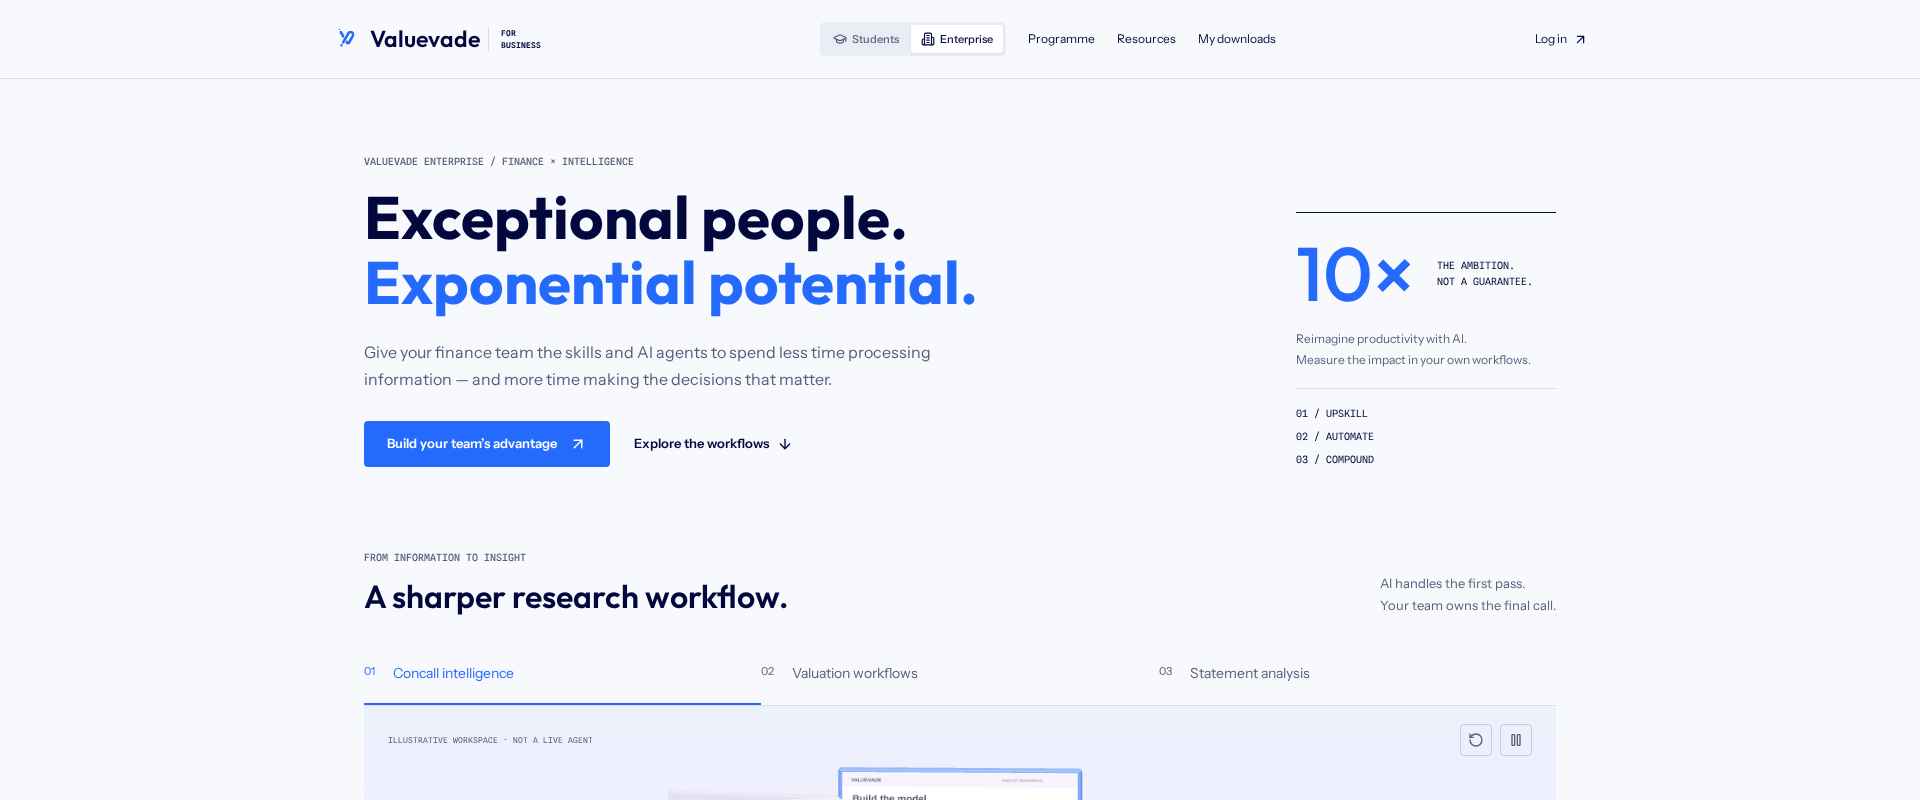 Valuevade
FOR
BUSINESS
Students
Enterprise
Programme
Resources
My downloads
Log in
VALUEVADE ENTERPRISE / FINANCE × INTELLIGENCE
Exceptional people.
Exponential potential.
Give your finance team the skills and AI agents to spend less time processing
information — and more time making the decisions that matter.
Build your team's advantage
Explore the workflows
10×
THE AMBITION.
NOT A GUARANTEE.
Reimagine productivity with AI.
Measure the impact in your own workflows.
01 / UPSKILL
02 / AUTOMATE
03 / COMPOUND
FROM INFORMATION TO INSIGHT
A sharper research workflow.
AI handles the first pass.
Your team owns the final call.
01 Concall intelligence
02 Valuation workflows
03 Statement analysis
ILLUSTRATIVE WORKSPACE · NOT A LIVE AGENT
VALUEVADE
Build the model